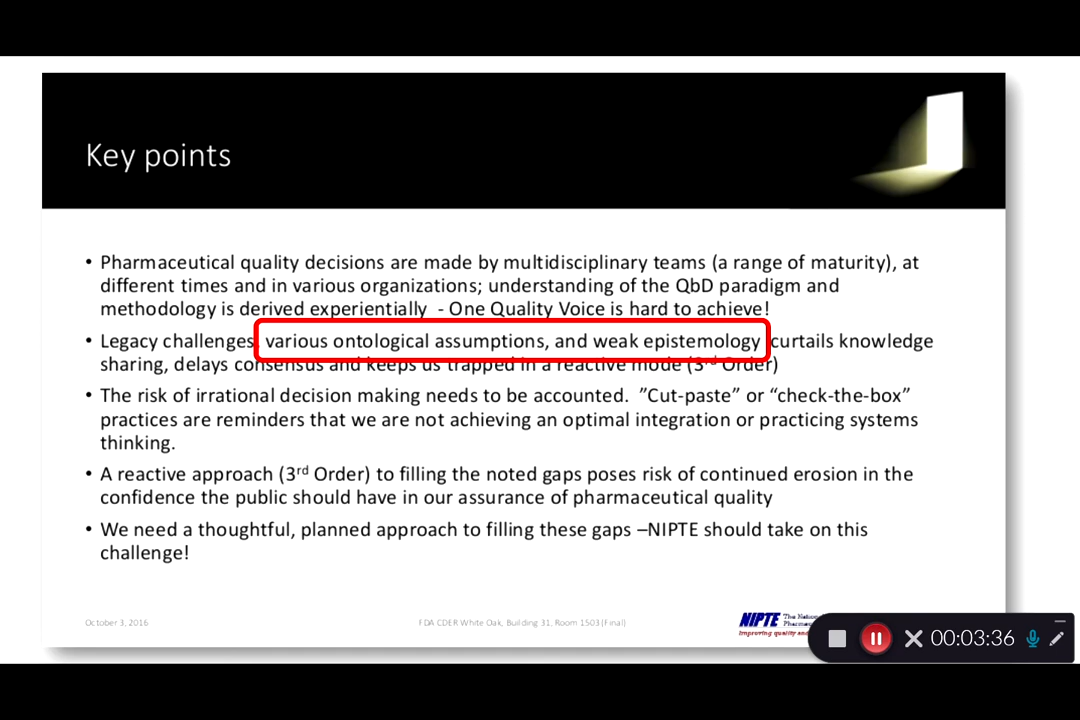 Key points
• Pharmaceutical quality decisions are made by multidisciplinary teams (a range of maturity), at
different times and in various organizations; understanding of the QbD paradigm and
methodology is derived experientially - One Quality Voice is hard to achieve!
• Legacy challenges, various ontological assumptions, and weak epistemology curtails knowledge
sharing, delays consensus and keeps us trapped in a reactive mode (3rd Order)
• The risk of irrational decision making needs to be accounted. ”Cut-paste” or “check-the-box”
practices are reminders that we are not achieving an optimal integration or practicing systems
thinking.
• A reactive approach (3rd Order) to filling the noted gaps poses risk of continued erosion in the
confidence the public should have in our assurance of pharmaceutical quality
• We need a thoughtful, planned approach to filling these gaps –NIPTE should take on this
challenge!
October 3, 2016
FDA CDER White Oak, Building 31, Room 1503 [Final]
NIPTE The
Improving quality
00:03:36